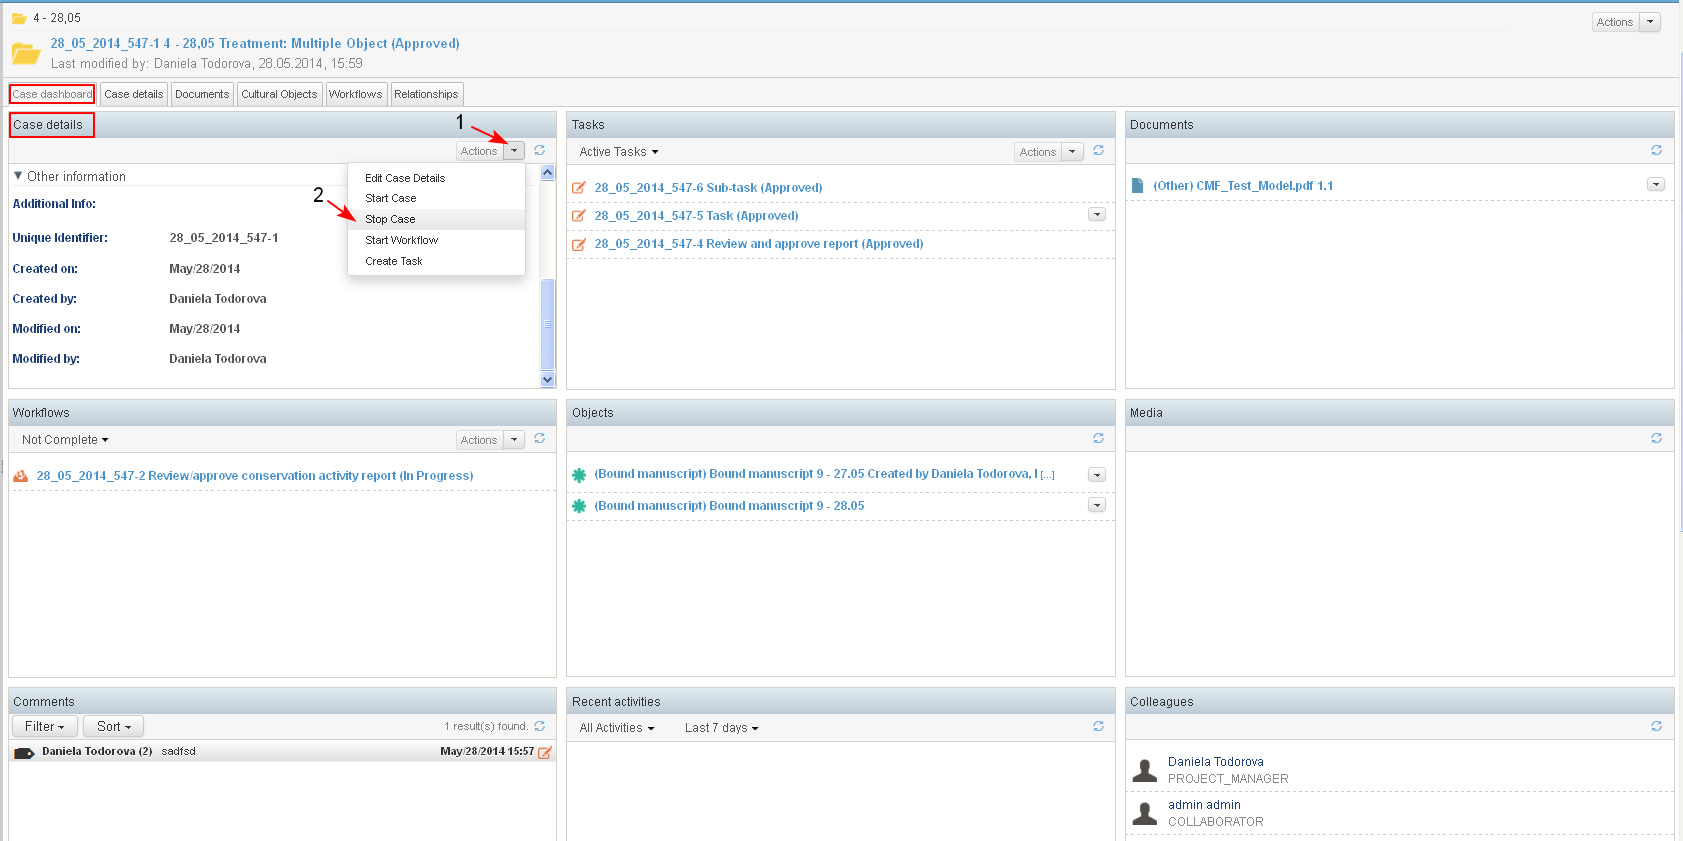 4 - 28,05
Actions
28_05_2014_547-1 4 - 28,05 Treatment: Multiple Object (Approved)
Last modified by: Daniela Todorova, 28.05.2014, 15:59
Case dashboard Case details Documents Cultural Objects Workflows Relationships
Case details
1
Actions
Other information
Additional Info:
Unique Identifier: 28_05_2014_547-1
Created on: May/28/2014
Created by: Daniela Todorova
Modified on: May/28/2014
Modified by: Daniela Todorova
2
Edit Case Details
Start Case
Stop Case
Start Workflow
Create Task
Tasks
Active Tasks Actions
28_05_2014_547-6 Sub-task (Approved)
28_05_2014_547-5 Task (Approved)
28_05_2014_547-4 Review and approve report (Approved)
Documents
(Other) CMF_Test_Model.pdf 1.1
Workflows
Not Complete Actions
28_05_2014_547-2 Review/approve conservation activity report (In Progress)
Objects
(Bound manuscript) Bound manuscript 9 - 27.05 Created by Daniela Todorova, I [...]
(Bound manuscript) Bound manuscript 9 - 28.05
Media
Comments
Filter Sort 1 result(s) found.
Daniela Todorova (2) sadfsd May/28/2014 15:57
Recent activities
All Activities Last 7 days
Colleagues
Daniela Todorova
PROJECT_MANAGER
admin admin
COLLABORATOR